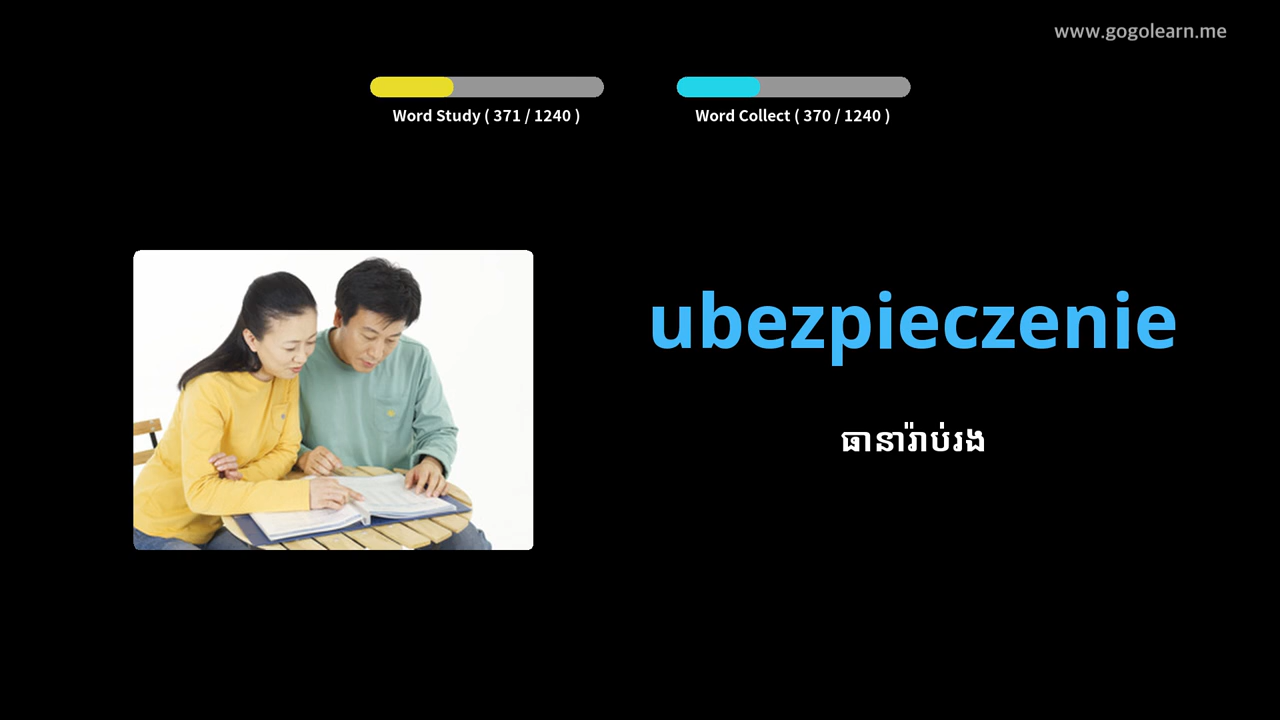 www.gogolearn.me
Word Study ( 371 / 1240 )
Word Collect ( 370 / 1240 )
ubezpieczenie
ធានារ៉ាប់រង